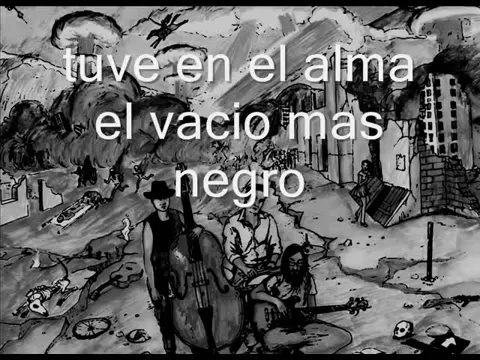 tuve en el alma
el vacio mas
negro